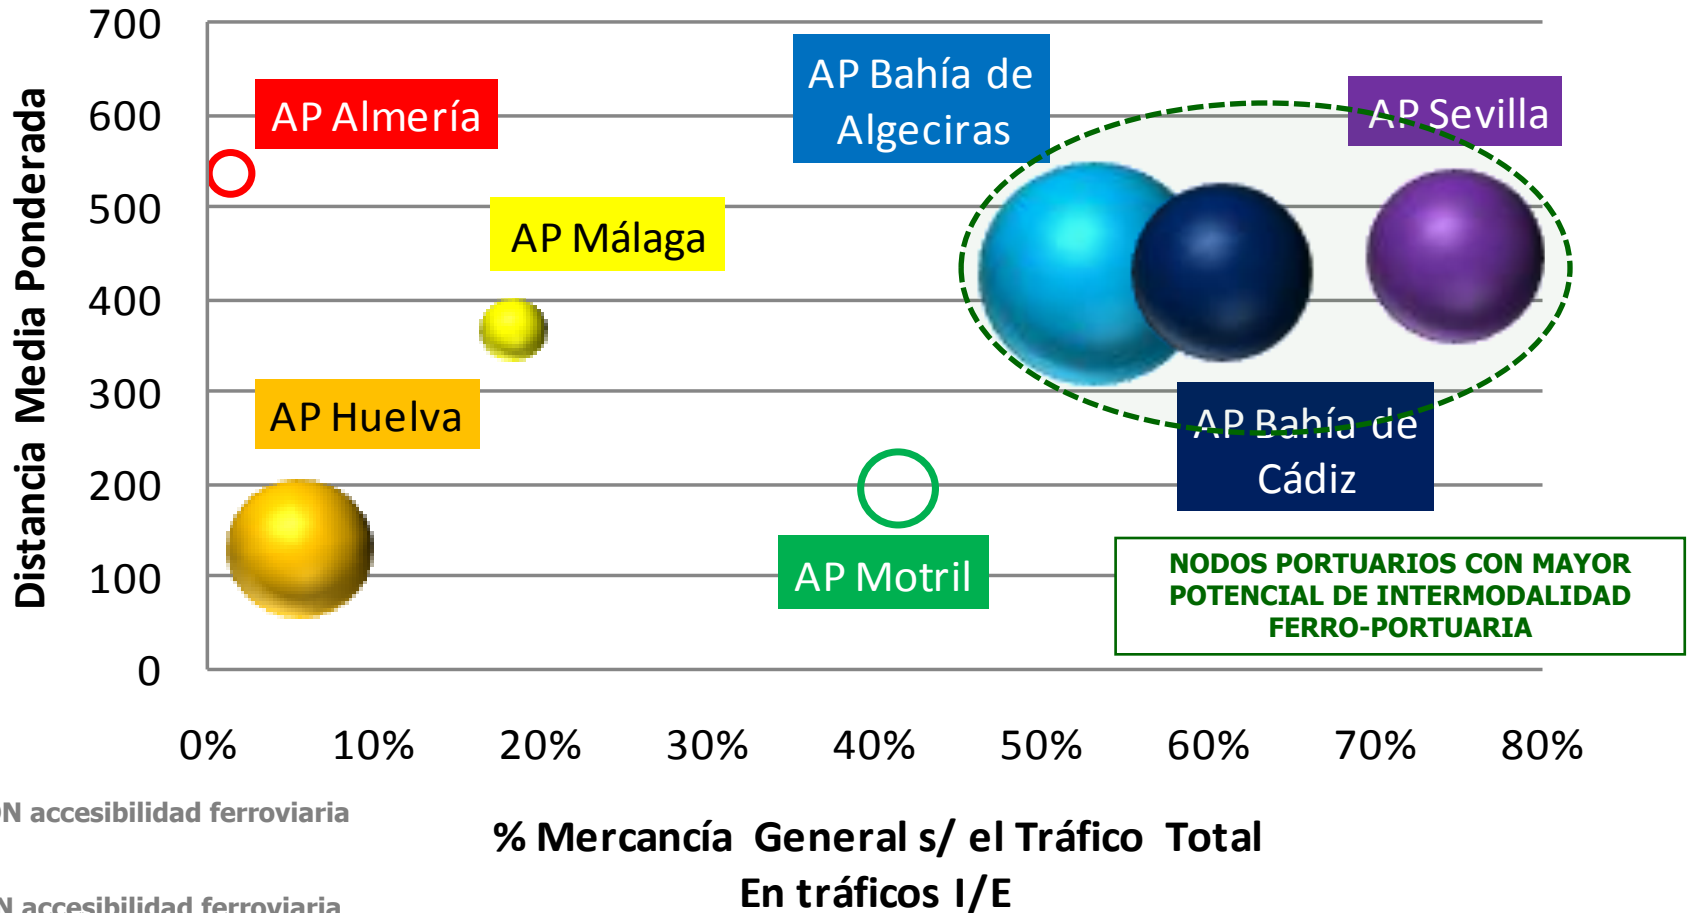 700
600
500
400
300
200
100
0
Distancia Media Ponderada
AP Almería
AP Bahía de
Algeciras
AP Sevilla
AP Málaga
AP Huelva
AP Bahía de
Cádiz
AP Motril
NODOS PORTUARIOS CON MAYOR
POTENCIAL DE INTERMODALIDAD
FERRO-PORTUARIA
0% 10% 20% 30% 40% 50% 60% 70% 80%
accesibilidad ferroviaria
% Mercancía General s/ el Tráfico Total
En tráficos I/E
accesibilidad ferroviaria